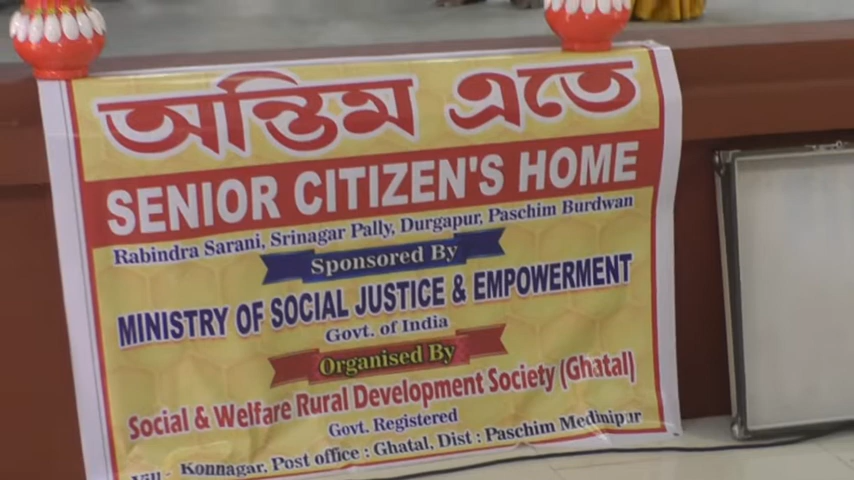 অন্তিম এতে
SENIOR CITIZEN'S HOME
Rabindra Sarani, Srinagar Pally, Durgapur, Paschim Burdwan
Sponsored By
MINISTRY OF SOCIAL JUSTICE & EMPOWERMENT
Govt. of India
Organised By
Social & Welfare Rural Development Society (Ghatal)
Govt. Registered
Vill - Konnagar, Post office : Ghatal, Dist : Paschim Medinipur